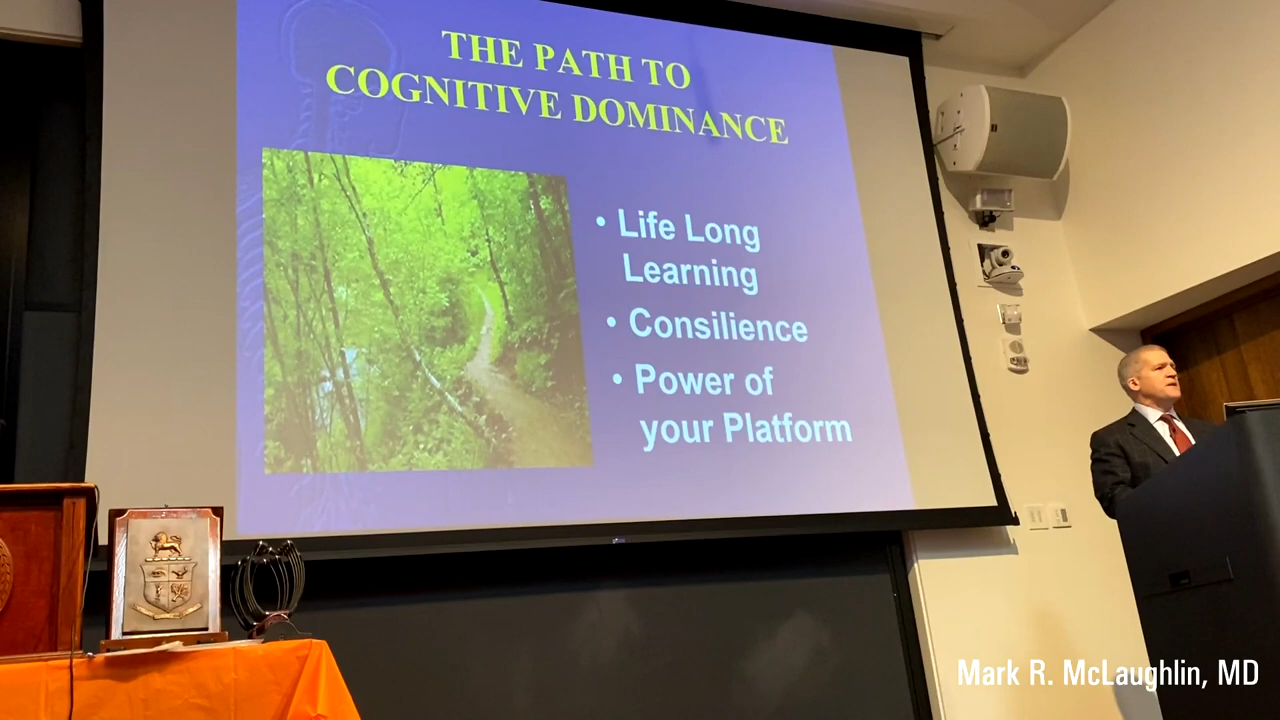 THE PATH TO
COGNITIVE DOMINANCE
• Life Long
Learning
• Consilience
• Power of
your Platform
Mark R. McLaughlin, MD